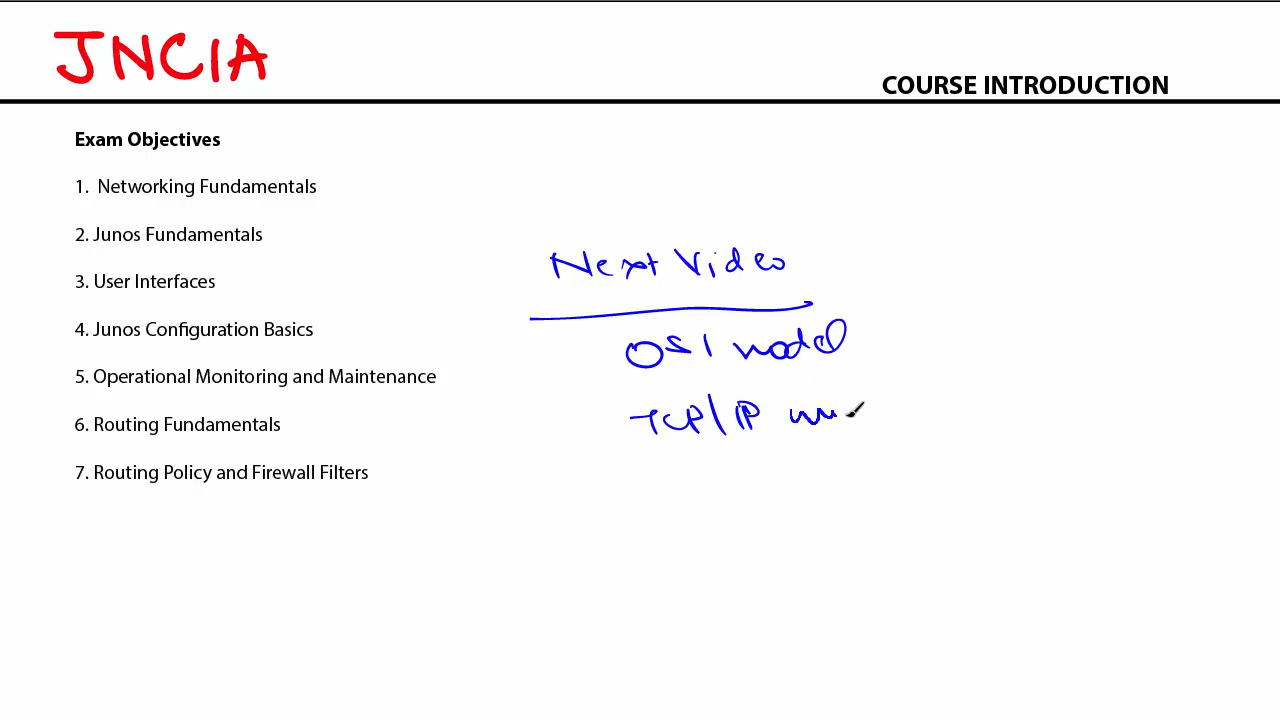 JNCIA
COURSE INTRODUCTION
Exam Objectives
1. Networking Fundamentals
2. Junos Fundamentals
3. User Interfaces
4. Junos Configuration Basics
5. Operational Monitoring and Maintenance
6. Routing Fundamentals
7. Routing Policy and Firewall Filters
Next Video
OSI model
TCP/IP